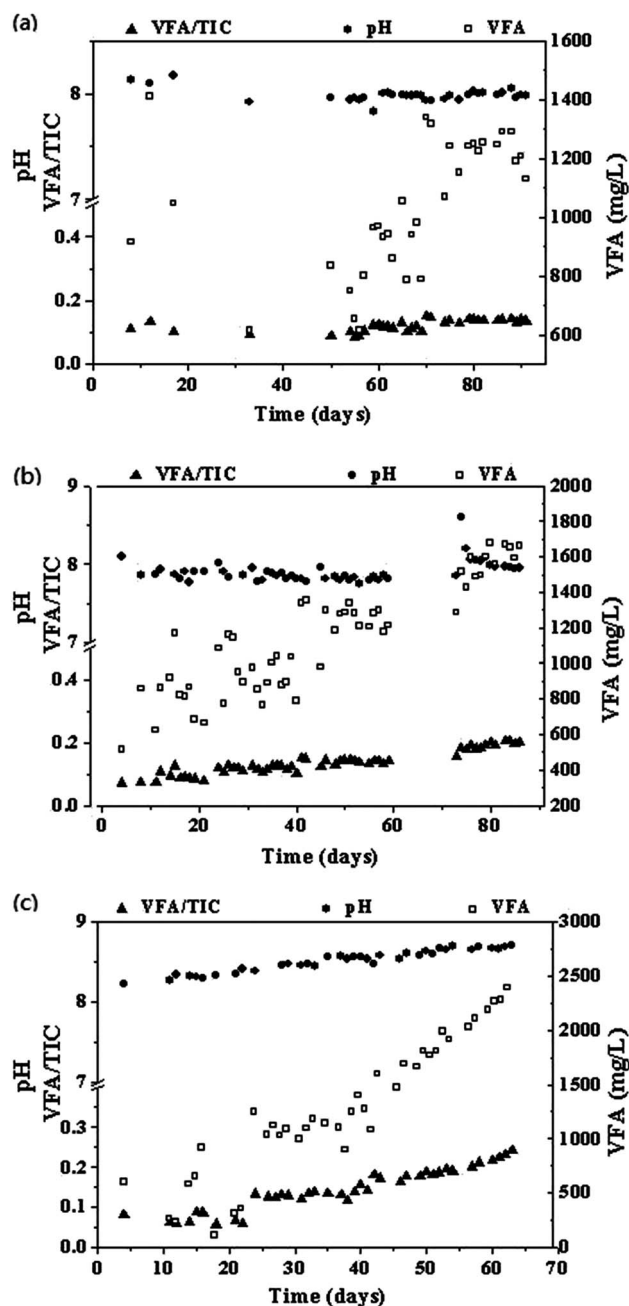 (a)
VFA/TIC pH VFA
8
7
0.4
0.2
0.0
pH
VFA/TIC
1600
1400
1200
1000
800
600
VFA (mg/L)
0 20 40 60 80
Time (days)
(b)
VFA/TIC pH VFA
9
8
7
0.4
0.2
0.0
pH
VFA/TIC
2000
1800
1600
1400
1200
1000
800
600
400
200
VFA (mg/L)
0 20 40 60 80
Time (days)
(c)
VFA/TIC pH VFA
9
8
7
0.3
0.2
0.1
0.0
pH
VFA/TIC
3000
2500
2000
1500
1000
500
0
VFA (mg/L)
0 10 20 30 40 50 60 70
Time (days)